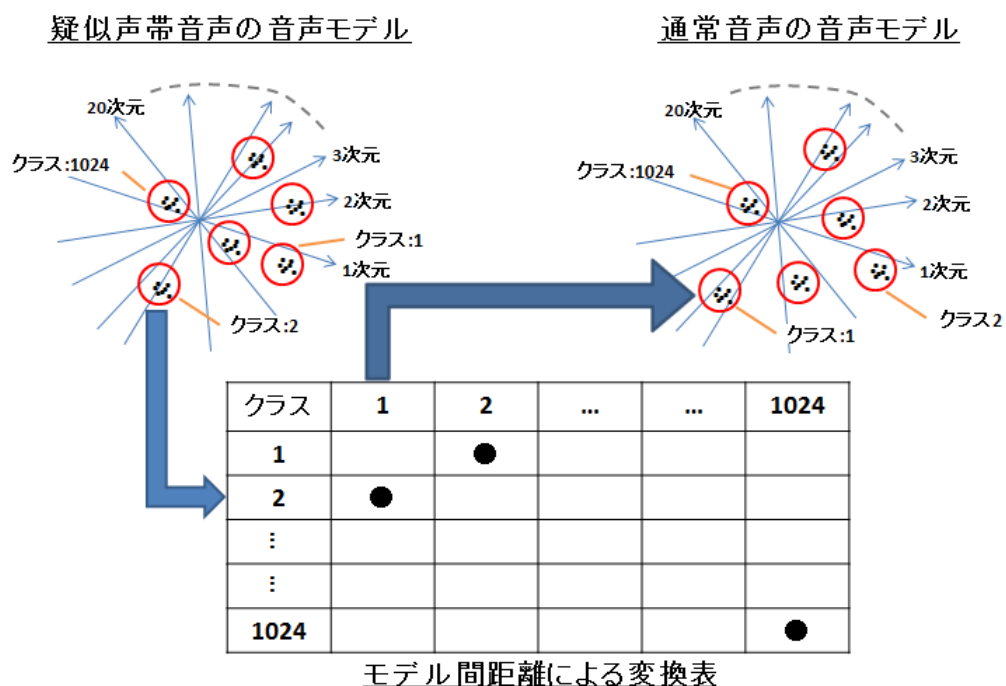 疑似声帯音声の音声モデル
20次元
3次元
2次元
1次元
クラス:1024
クラス:1
クラス:2
通常音声の音声モデル
20次元
3次元
2次元
1次元
クラス:1024
クラス2
クラス:1
クラス 1 2 ... ... 1024
1
2
⋮
⋮
1024
モデル間距離による変換表